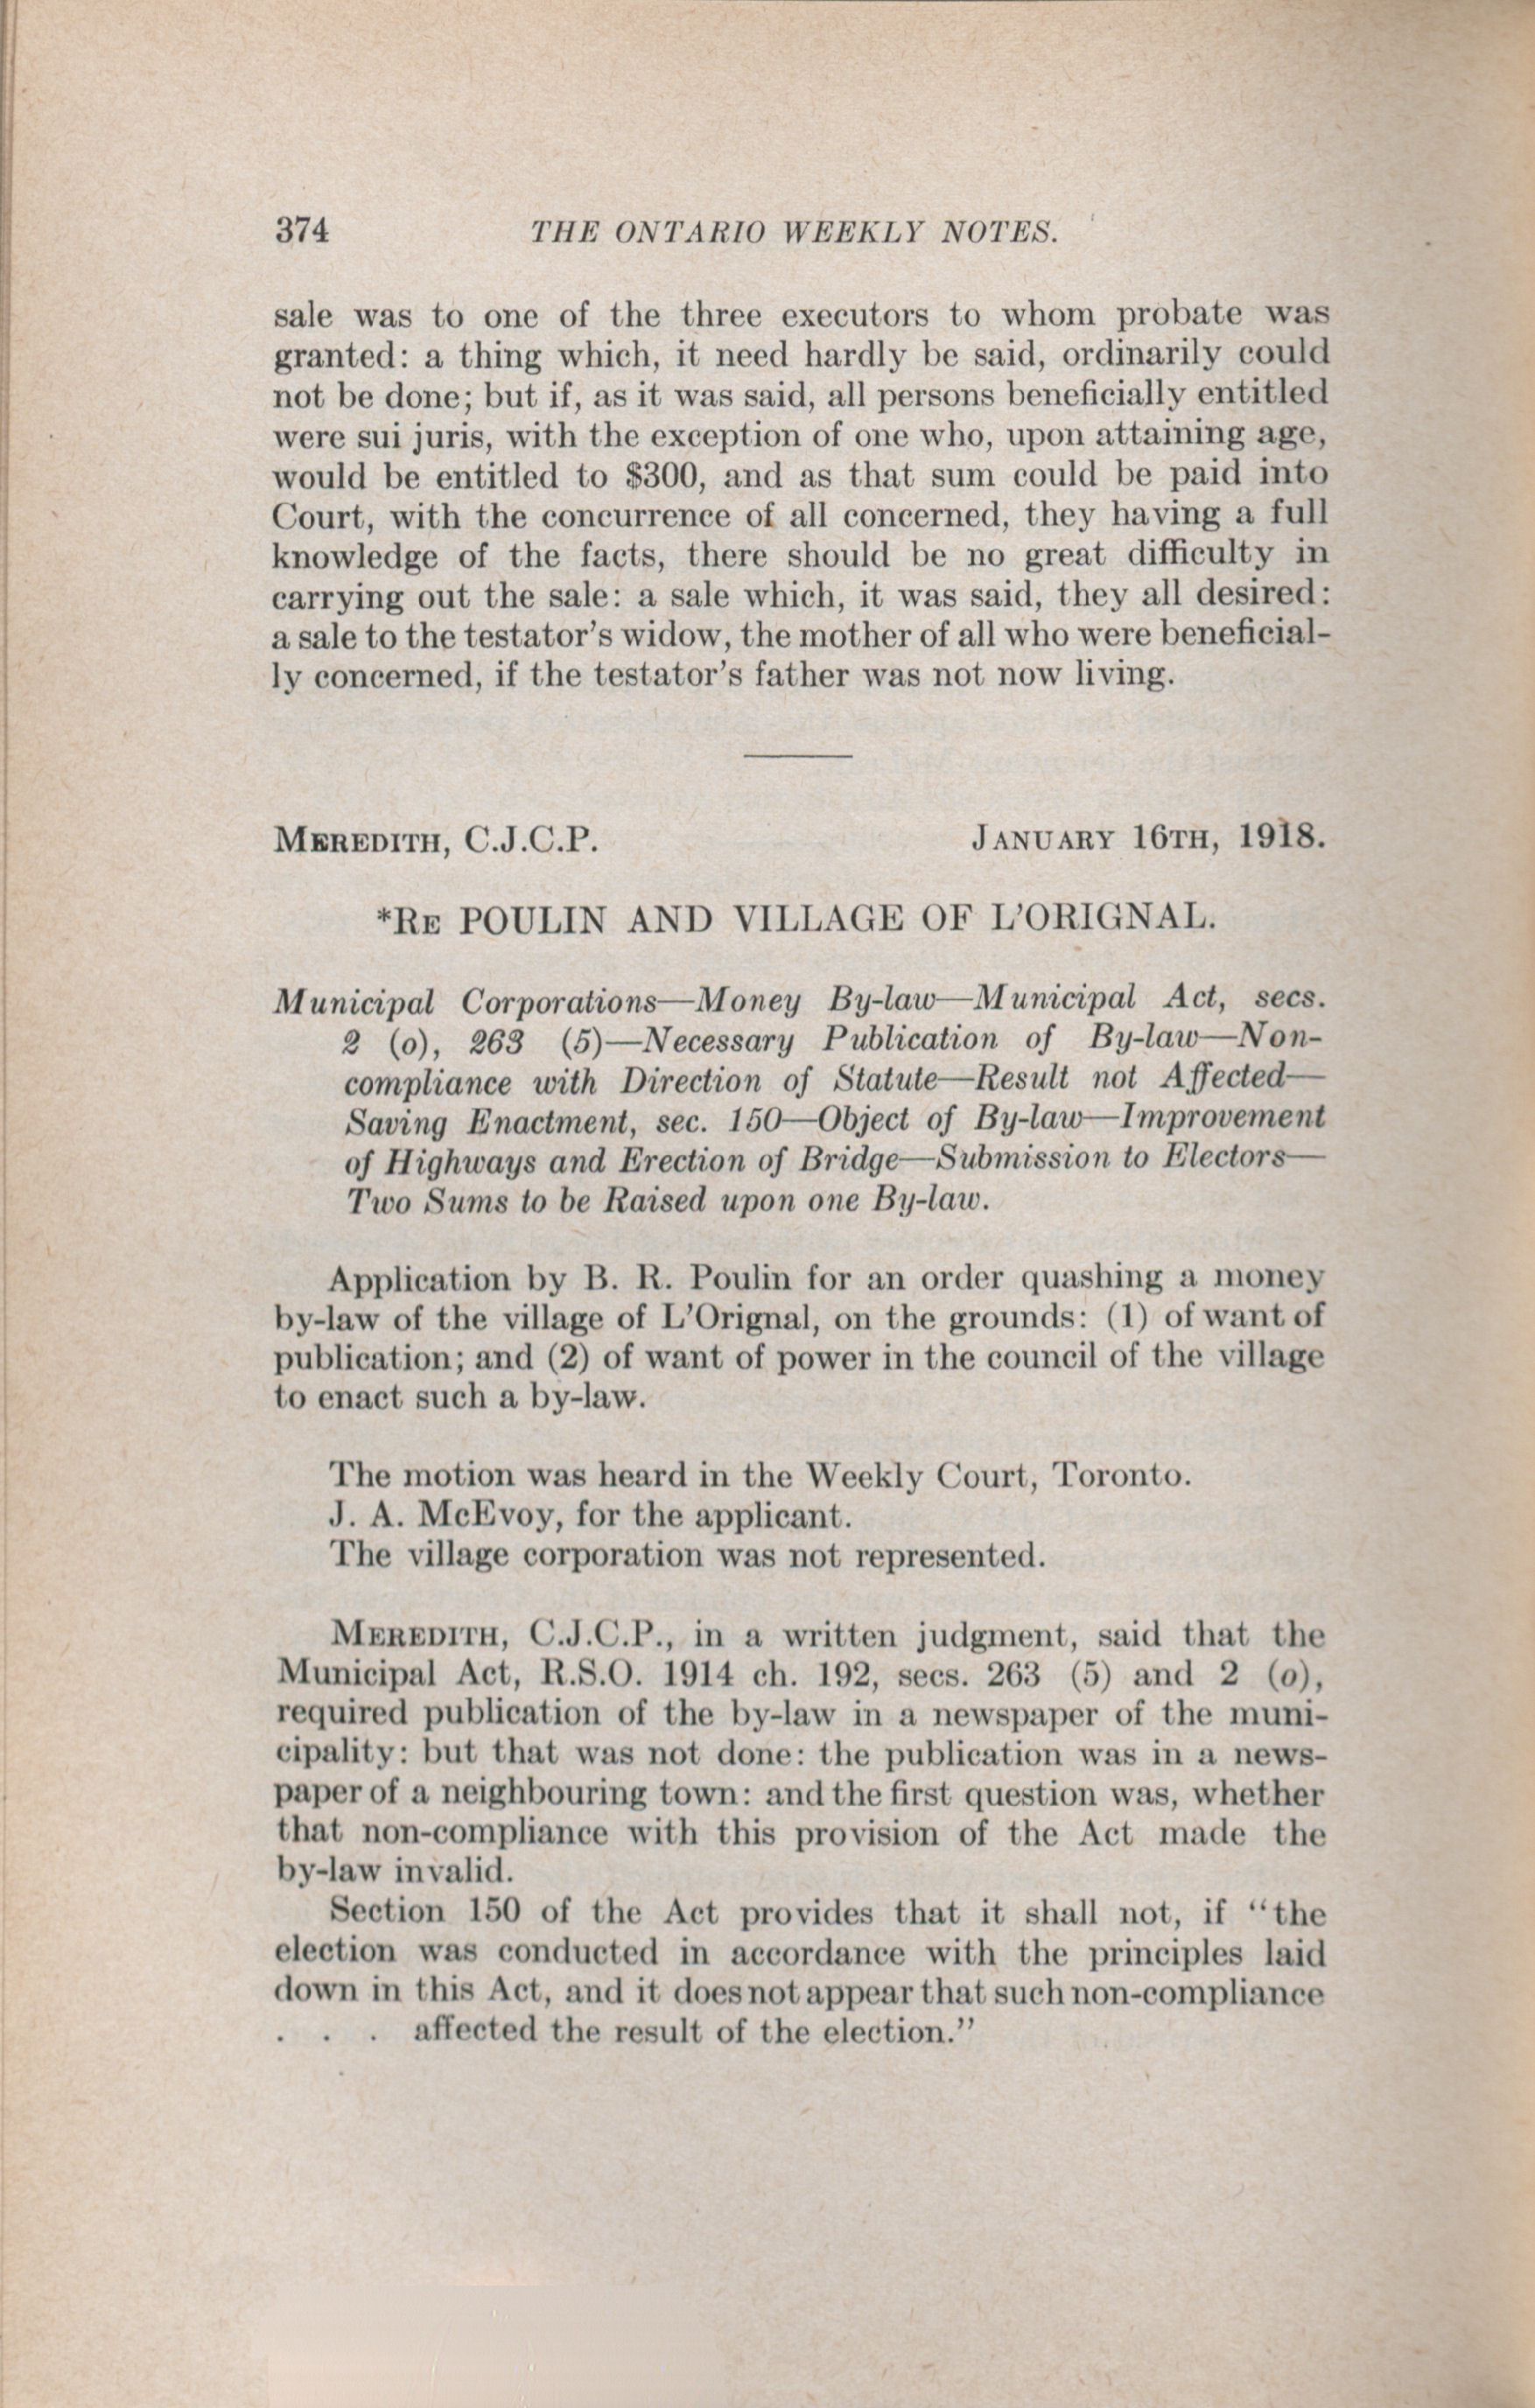 374 THE ONTARIO WEEKLY NOTES.
sale was to one of the three executors to whom probate was
granted: a thing which, it need hardly be said, ordinarily could
not be done; but if, as it was said, all persons beneficially entitled
were sui juris, with the exception of one who, upon attaining age,
would be entitled to $300, and as that sum could be paid into
Court, with the concurrence of all concerned, they having a full
knowledge of the facts, there should be no great difficulty in
carrying out the sale: a sale which, it was said, they all desired:
a sale to the testator's widow, the mother of all who were beneficial-
ly concerned, if the testator's father was not now living.
MEREDITH, C.J.C.P. JANUARY 16TH, 1918.
*RE POULIN AND VILLAGE OF L'ORIGNAL.
Municipal Corporations—Money By-law—Municipal Act, secs.
2 (o), 263 (5)—Necessary Publication of By-law—Non-
compliance with Direction of Statute—Result not Affected—
Saving Enactment, sec. 150—Object of By-law—Improvement
of Highways and Erection of Bridge—Submission to Electors—
Two Sums to be Raised upon one By-law.
Application by B. R. Poulin for an order quashing a money
by-law of the village of L'Orignal, on the grounds: (1) of want of
publication; and (2) of want of power in the council of the village
to enact such a by-law.
The motion was heard in the Weekly Court, Toronto.
J. A. McEvoy, for the applicant.
The village corporation was not represented.
MEREDITH, C.J.C.P., in a written judgment, said that the
Municipal Act, R.S.O. 1914 ch. 192, secs. 263 (5) and 2 (o),
required publication of the by-law in a newspaper of the muni-
cipality: but that was not done: the publication was in a news-
paper of a neighbouring town: and the first question was, whether
that non-compliance with this provision of the Act made the
by-law invalid.
Section 150 of the Act provides that it shall not, if "the
election was conducted in accordance with the principles laid
down in this Act, and it does not appear that such non-compliance
. . . affected the result of the election."